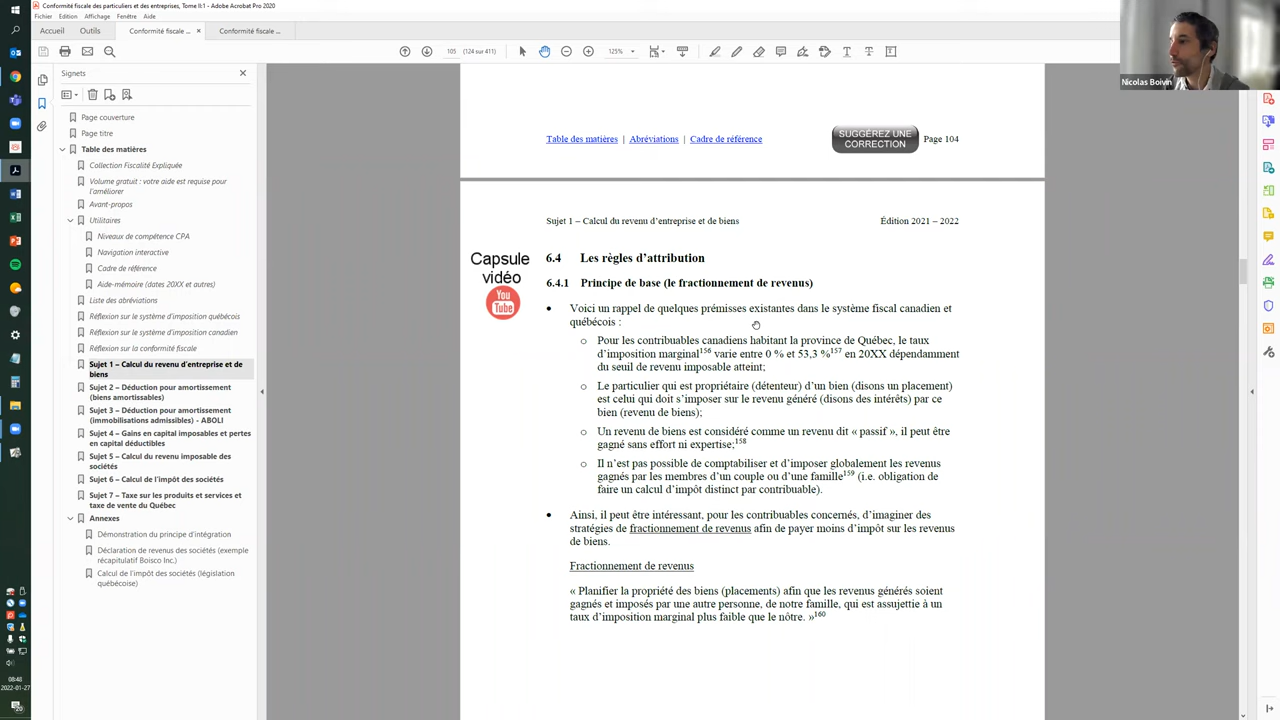 Conformité fiscale des particuliers et des entreprises, Tome II:1 - Adobe Acrobat Pro 2020
Fichier Edition Affichage Fenêtre Aide
Accueil Outils Conformité fiscale ... × Conformité fiscale ...
105 (124 sur 411) 125%
Nicolas Boivin
Signets
Page couverture
Page titre
Table des matières
Collection Fiscalité Expliquée
Volume gratuit : votre aide est requise pour
l'améliorer
Avant-propos
Utilitaires
Niveaux de compétence CPA
Navigation interactive
Cadre de référence
Aide-mémoire (dates 20XX et autres)
Liste des abréviations
Réflexion sur le système d'imposition québécois
Réflexion sur le système d'imposition canadien
Réflexion sur la conformité fiscale
Sujet 1 – Calcul du revenu d'entreprise et de
biens
Sujet 2 – Déduction pour amortissement
(biens amortissables)
Sujet 3 – Déduction pour amortissement
(immobilisations admissibles) - ABOLI
Sujet 4 – Gains en capital imposables et pertes
en capital déductibles
Sujet 5 – Calcul du revenu imposable des
sociétés
Sujet 6 – Calcul de l'impôt des sociétés
Sujet 7 – Taxe sur les produits et services et
taxe de vente du Québec
Annexes
Démonstration du principe d'intégration
Déclaration de revenus des sociétés (exemple
récapitulatif Boisco Inc.)
Calcul de l'impôt des sociétés (législation
québécoise)
Table des matières | Abréviations | Cadre de référence
SUGGÉREZ UNE
CORRECTION
Page 104
Sujet 1 – Calcul du revenu d'entreprise et de biens Édition 2021 – 2022
Capsule
vidéo
You
Tube
6.4 Les règles d'attribution
6.4.1 Principe de base (le fractionnement de revenus)
• Voici un rappel de quelques prémisses existantes dans le système fiscal canadien et
québécois :
o Pour les contribuables canadiens habitant la province de Québec, le taux
d'imposition marginal156 varie entre 0 % et 53,3 %157 en 20XX dépendamment
du seuil de revenu imposable atteint;
o Le particulier qui est propriétaire (détenteur) d'un bien (disons un placement)
est celui qui doit s'imposer sur le revenu généré (disons des intérêts) par ce
bien (revenu de biens);
o Un revenu de biens est considéré comme un revenu dit « passif », il peut être
gagné sans effort ni expertise;158
o Il n'est pas possible de comptabiliser et d'imposer globalement les revenus
gagnés par les membres d'un couple ou d'une famille159 (i.e. obligation de
faire un calcul d'impôt distinct par contribuable).
• Ainsi, il peut être intéressant, pour les contribuables concernés, d'imaginer des
stratégies de fractionnement de revenus afin de payer moins d'impôt sur les revenus
de biens.
Fractionnement de revenus
« Planifier la propriété des biens (placements) afin que les revenus générés soient
gagnés et imposés par une autre personne, de notre famille, qui est assujettie à un
taux d'imposition marginal plus faible que le nôtre. »160
08:48
2022-01-27